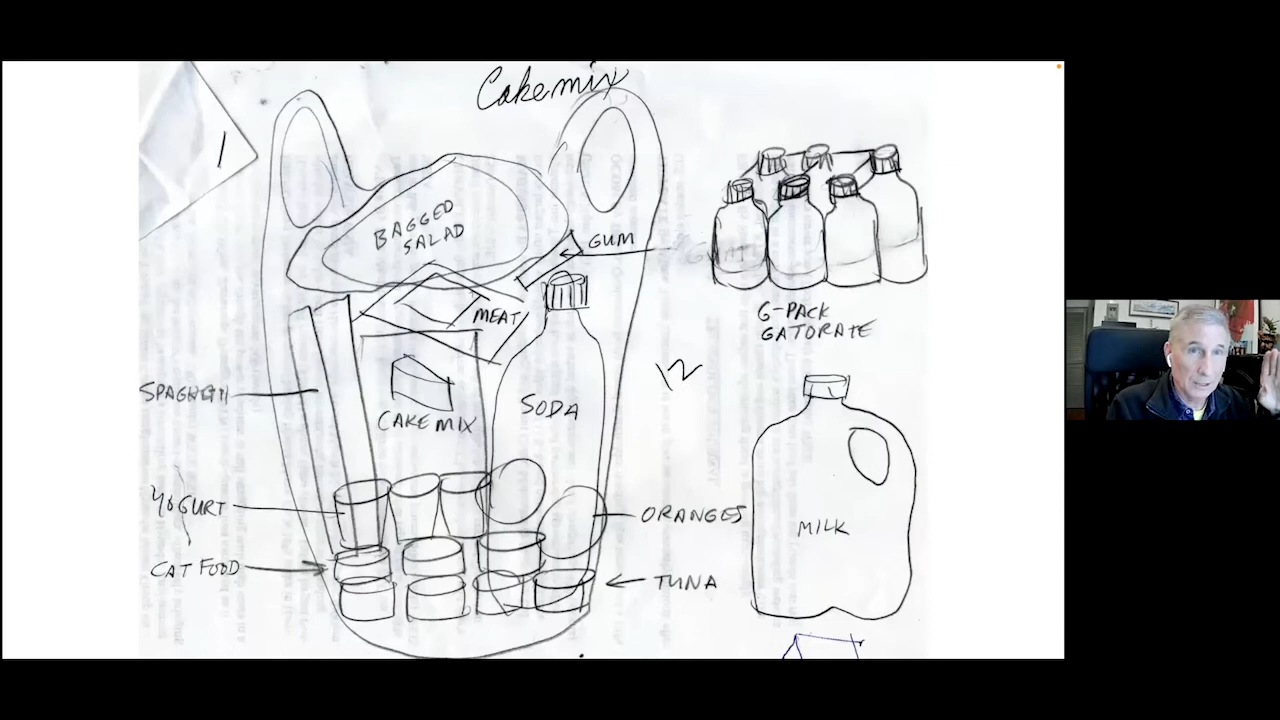 Cakemix
1
BAGGED
SALAD
GUM
MEAT
6-PACK
GATORATE
SPAGHETTI
CAKE MIX
SODA
12
YOGURT
ORANGES
MILK
CAT FOOD
TUNA